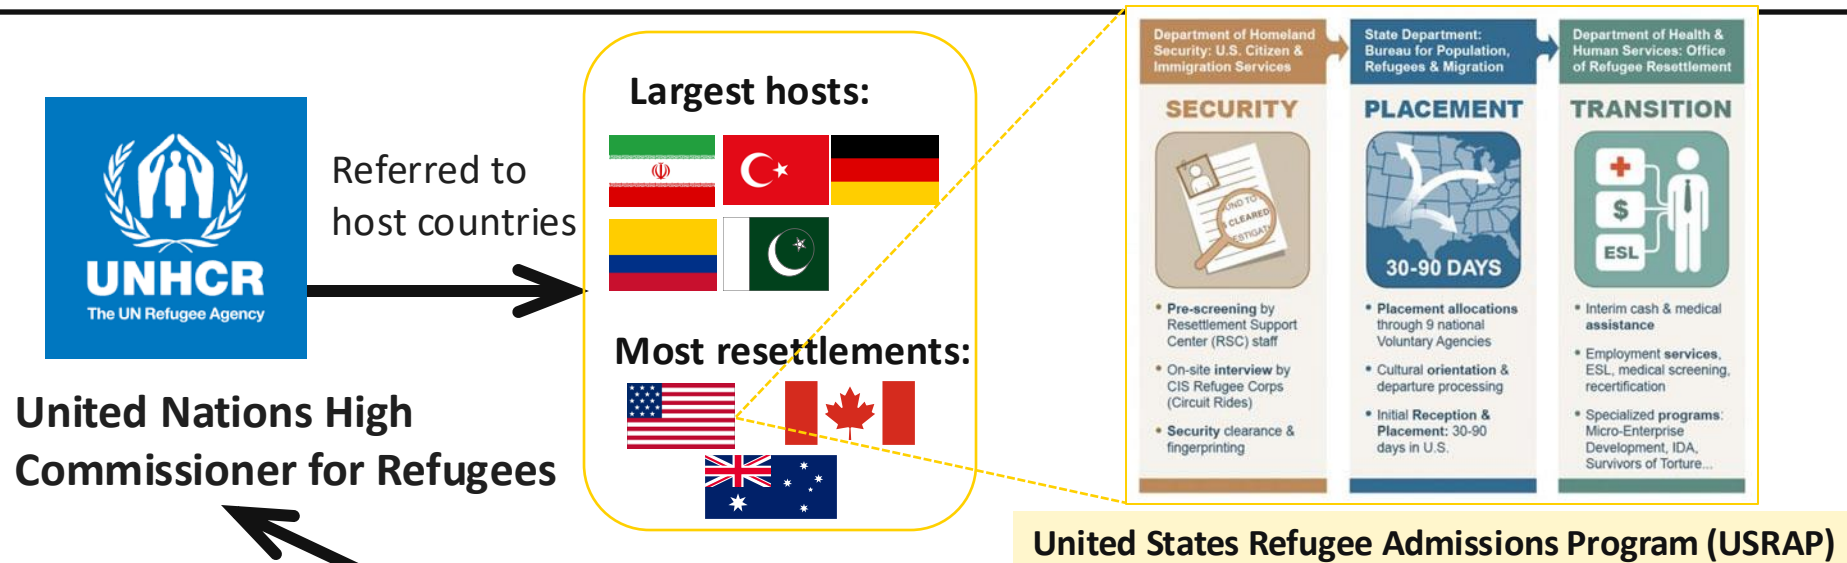 UNHCR
The UN Refugee Agency
United Nations High
Commissioner for Refugees
Referred to
host countries
Largest hosts:
Most resettlements:
Department of Homeland
Security: U.S. Citizen &
Immigration Services
SECURITY
UND TO
CLEARED
ESTIGAT
• Pre-screening by
Resettlement Support
Center (RSC) staff
• On-site interview by
CIS Refugee Corps
(Circuit Rides)
• Security clearance &
fingerprinting
State Department:
Bureau for Population,
Refugees & Migration
PLACEMENT
30-90 DAYS
• Placement allocations
through 9 national
Voluntary Agencies
• Cultural orientation &
departure processing
• Initial Reception &
Placement: 30-90
days in U.S.
Department of Health &
Human Services: Office
of Refugee Resettlement
TRANSITION
$
ESL
• Interim cash & medical
assistance
• Employment services,
ESL, medical screening,
recertification
• Specialized programs:
Micro-Enterprise
Development, IDA,
Survivors of Torture...
United States Refugee Admissions Program (USRAP)